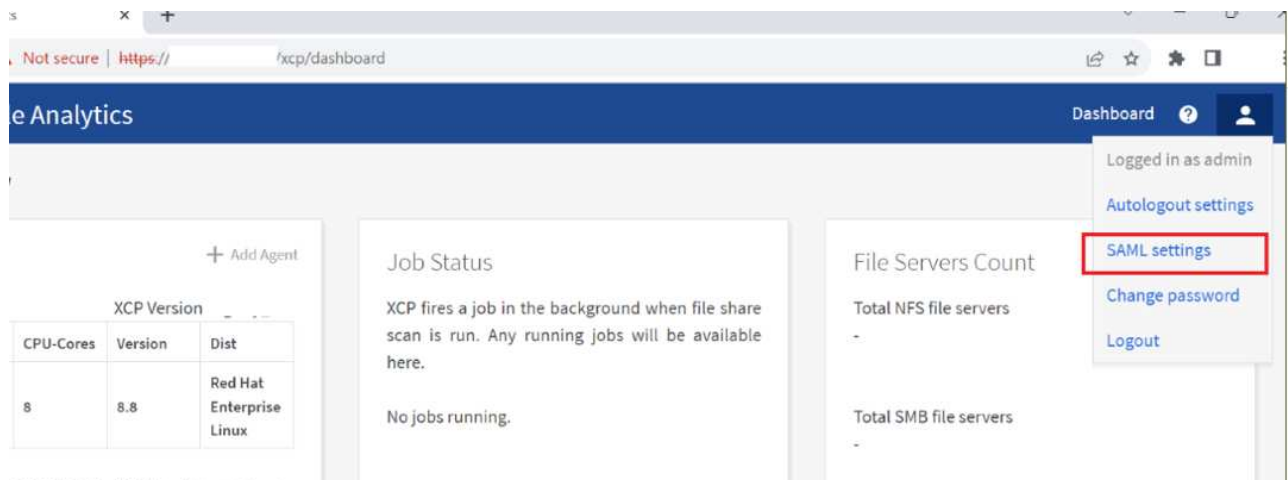 Not secure | https:// /xcp/dashboard
e Analytics
Dashboard
Logged in as admin
Autologout settings
SAML settings
Change password
Logout
+ Add Agent
XCP Version
CPU-Cores Version Dist
8 8.8 Red Hat
Enterprise
Linux
Job Status
XCP fires a job in the background when file share
scan is run. Any running jobs will be available
here.
No jobs running.
File Servers Count
Total NFS file servers
-
Total SMB file servers
-